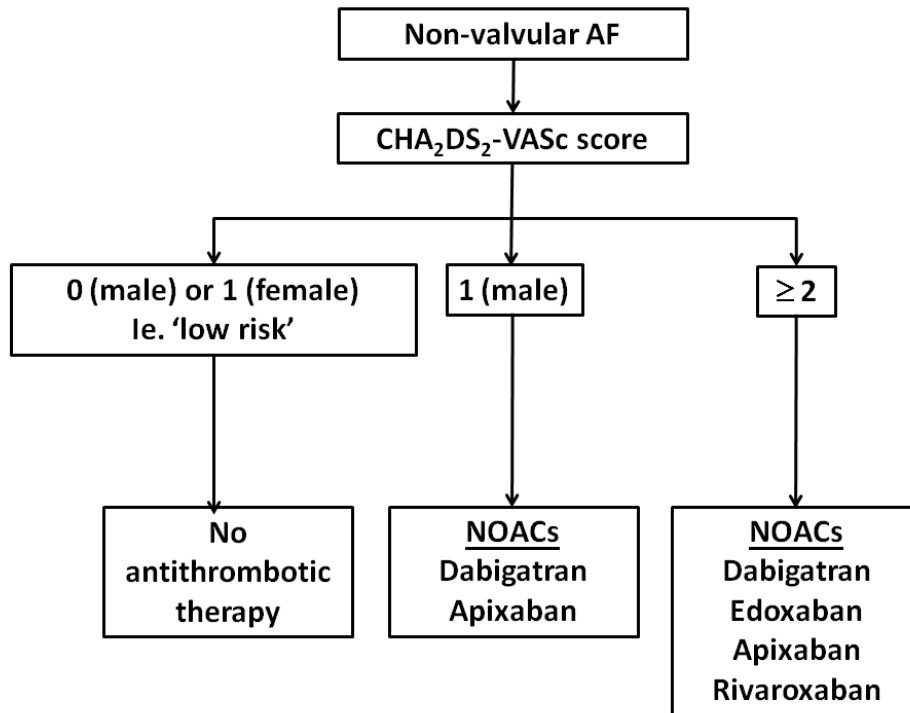 Non-valvular AF
CHA₂DS₂-VASc score
0 (male) or 1 (female)
Ie. ‘low risk’
1 (male)
≥ 2
No
antithrombotic
therapy
NOACs
Dabigatran
Apixaban
NOACs
Dabigatran
Edoxaban
Apixaban
Rivaroxaban